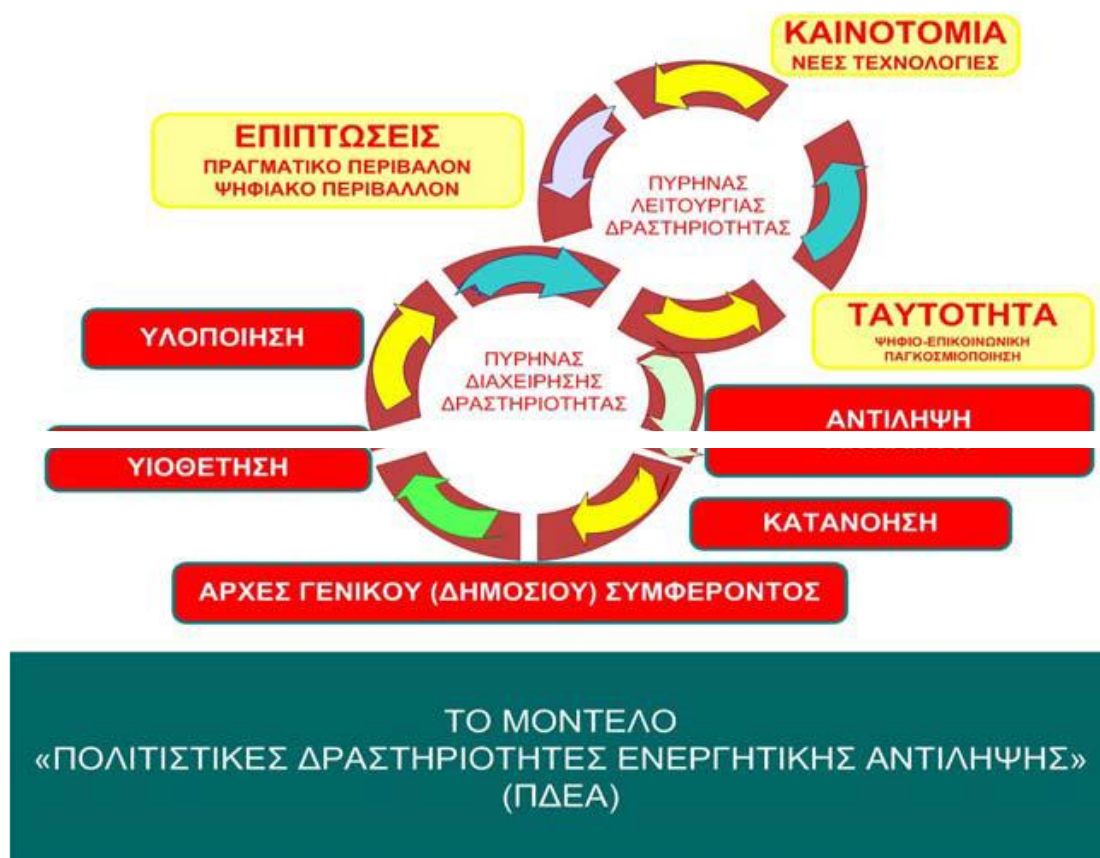 ΚΑΙΝΟΤΟΜΙΑ
ΝΕΕΣ ΤΕΧΝΟΛΟΓΙΕΣ
ΕΠΙΠΤΩΣΕΙΣ
ΠΡΑΓΜΑΤΙΚΟ ΠΕΡΙΒΑΛΟΝ
ΨΗΦΙΑΚΟ ΠΕΡΙΒΑΛΛΟΝ
ΠΥΡΗΝΑΣ
ΛΕΙΤΟΥΡΓΙΑΣ
ΔΡΑΣΤΗΡΙΟΤΗΤΑΣ
ΤΑΥΤΟΤΗΤΑ
ΨΗΦΙΟ-ΕΠΙΚΟΙΝΩΝΙΚΗ
ΠΑΓΚΟΣΜΙΟΠΟΙΗΣΗ
ΥΛΟΠΟΙΗΣΗ
ΠΥΡΗΝΑΣ
ΔΙΑΧΕΙΡΗΣΗΣ
ΔΡΑΣΤΗΡΙΟΤΗΤΑΣ
ΑΝΤΙΛΗΨΗ
ΥΙΟΘΕΤΗΣΗ
ΚΑΤΑΝΟΗΣΗ
ΑΡΧΕΣ ΓΕΝΙΚΟΥ (ΔΗΜΟΣΙΟΥ) ΣΥΜΦΕΡΟΝΤΟΣ
ΤΟ ΜΟΝΤΕΛΟ
«ΠΟΛΙΤΙΣΤΙΚΕΣ ΔΡΑΣΤΗΡΙΟΤΗΤΕΣ ΕΝΕΡΓΗΤΙΚΗΣ ΑΝΤΙΛΗΨΗΣ»
(ΠΔΕΑ)